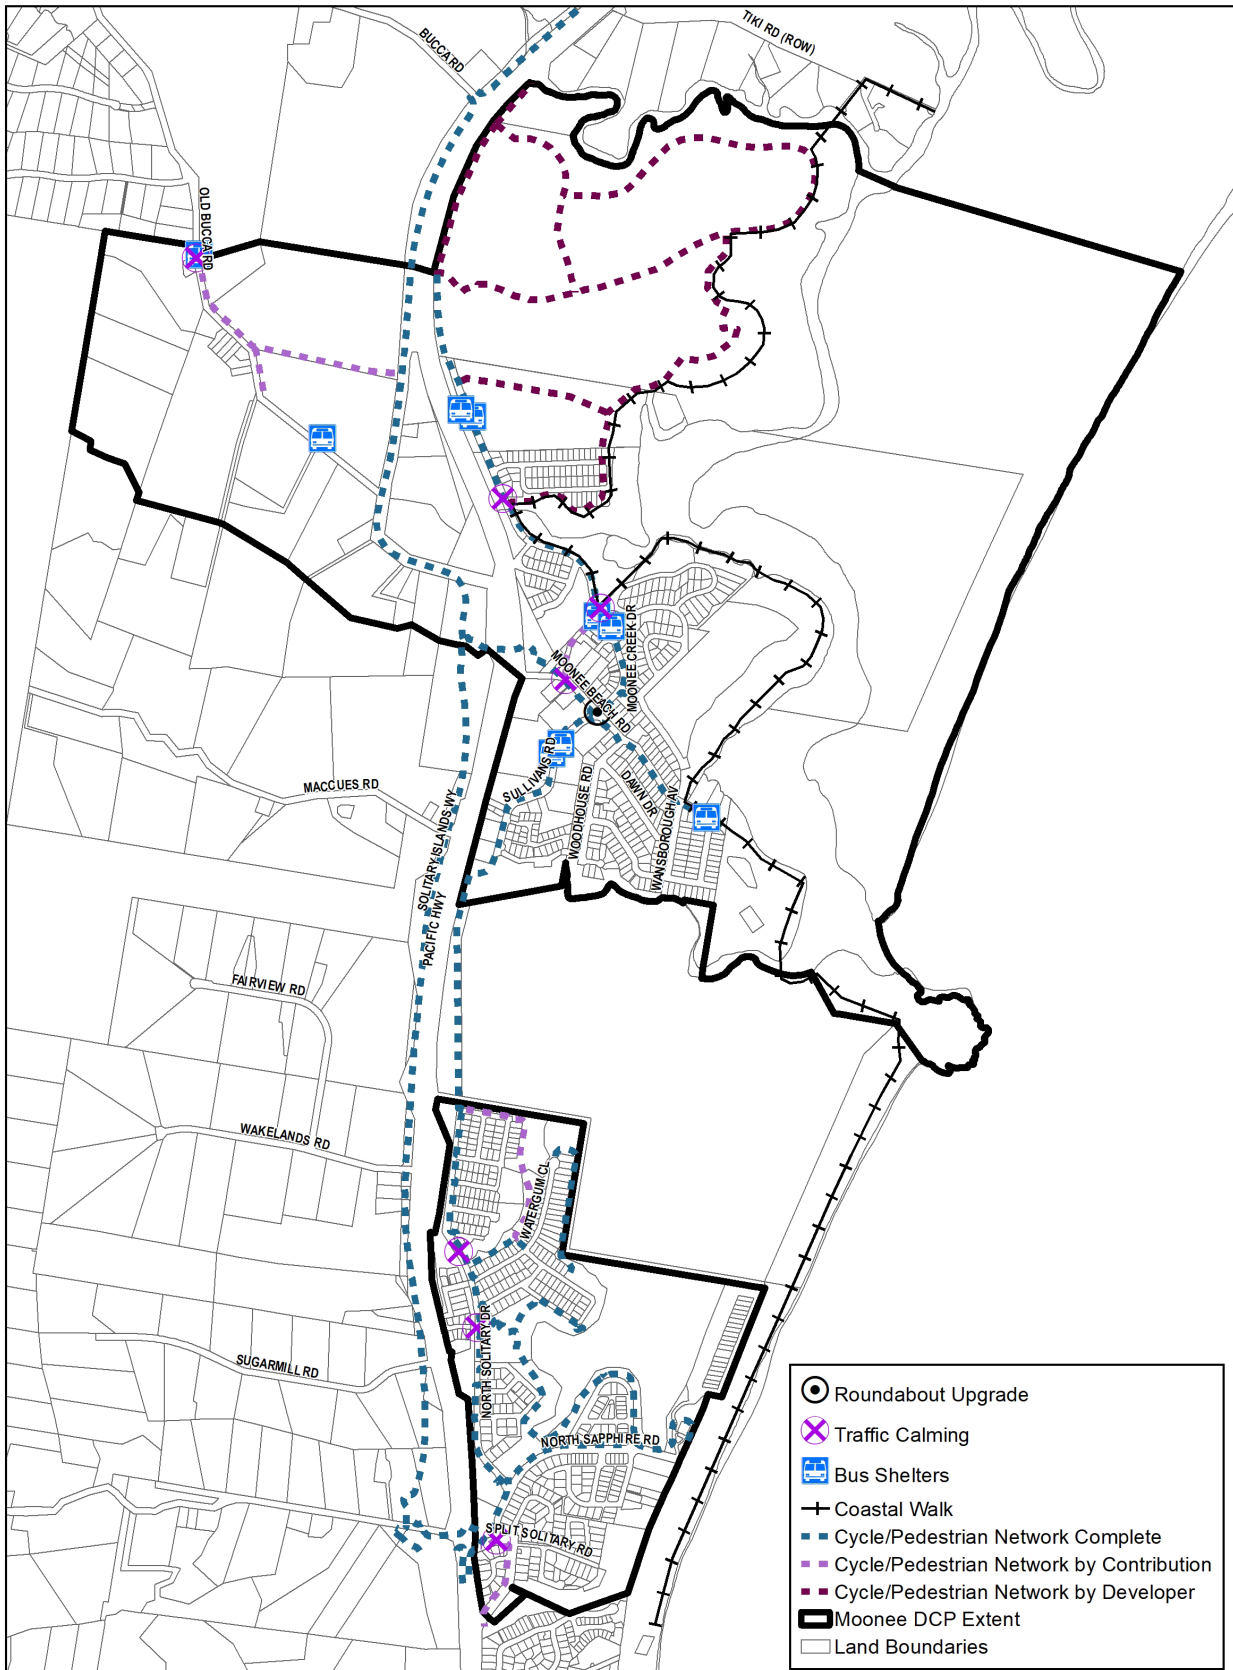 TIKI RD (ROW)
BUCCA RD
OLD BUCCA RD
MOONEE CREEK DR
MOONEE BEACH RD
SULLIVANS RD
WOODHOUSE RD
DAWN DR
WANSBOROUGH AV
MACCUES RD
SOLITARY ISLANDS WY
PACIFIC HWY
FAIRVIEW RD
WAKELANDS RD
WATERGUM CL
NORTH SOLITARY DR
SUGARMILL RD
NORTH SAPPHIRE RD
SPLIT SOLITARY RD
Roundabout Upgrade
Traffic Calming
Bus Shelters
Coastal Walk
Cycle/Pedestrian Network Complete
Cycle/Pedestrian Network by Contribution
Cycle/Pedestrian Network by Developer
Moonee DCP Extent
Land Boundaries